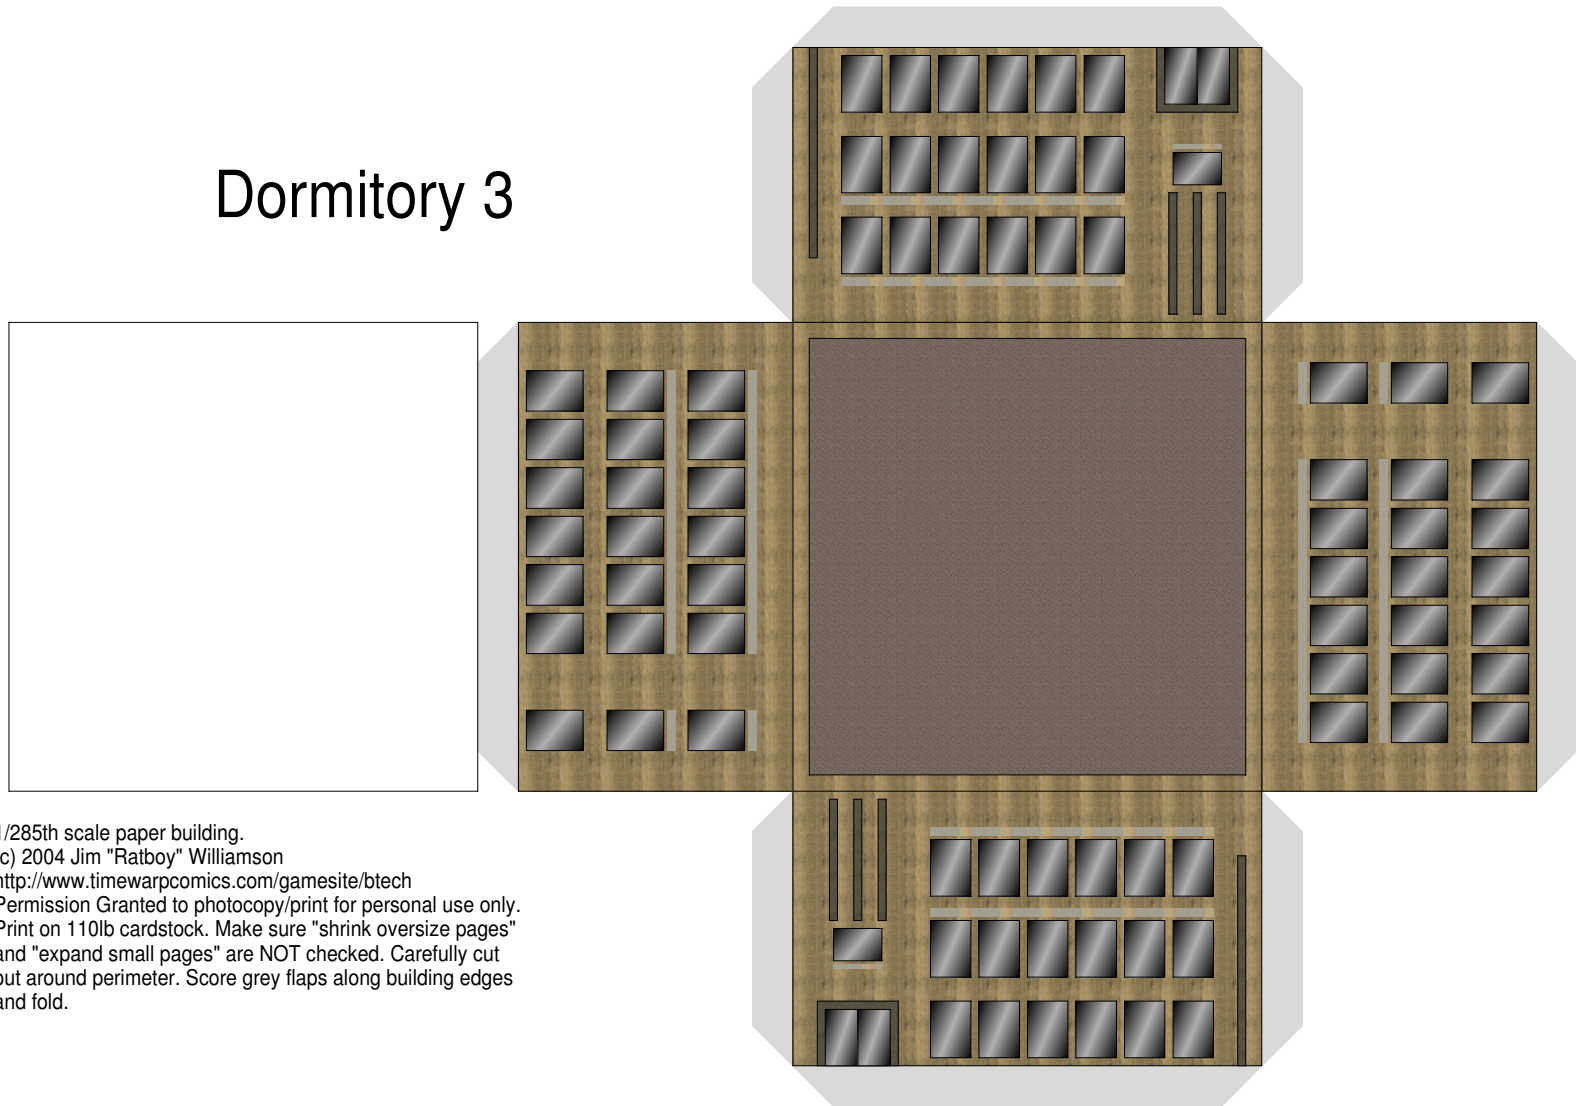 Dormitory 3
1/285th scale paper building.
(c) 2004 Jim "Ratboy" Williamson
http://www.timewarpcomics.com/gamesite/btech
Permission Granted to photocopy/print for personal use only.
Print on 110lb cardstock. Make sure "shrink oversize pages"
and "expand small pages" are NOT checked. Carefully cut
out around perimeter. Score grey flaps along building edges
and fold.